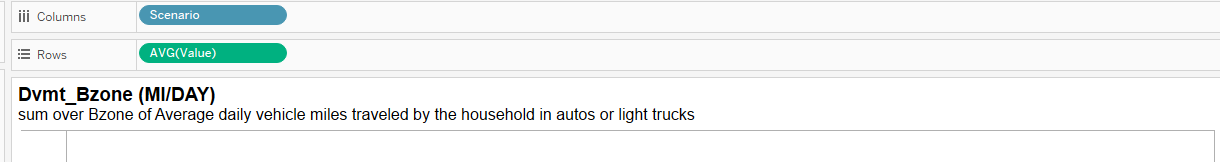 Columns
Scenario
Rows
AVG(Value)
Dvmt_Bzone (MI/DAY)
sum over Bzone of Average daily vehicle miles traveled by the household in autos or light trucks